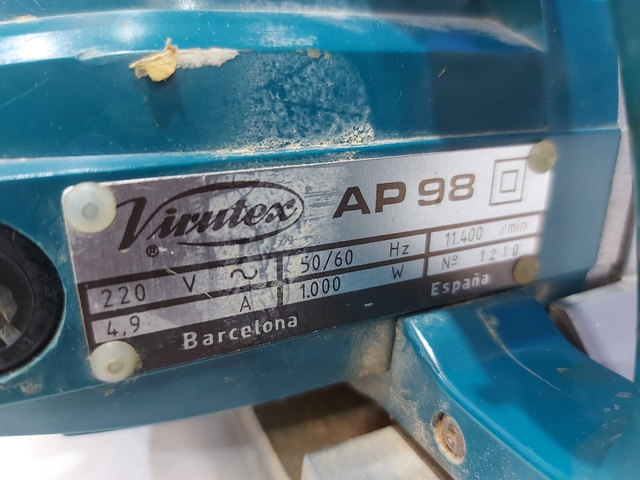 Virutex ® AP 98
220 V 50/60 Hz 11.400 /min
4,9 A 1.000 W Nº 1210
Barcelona - España